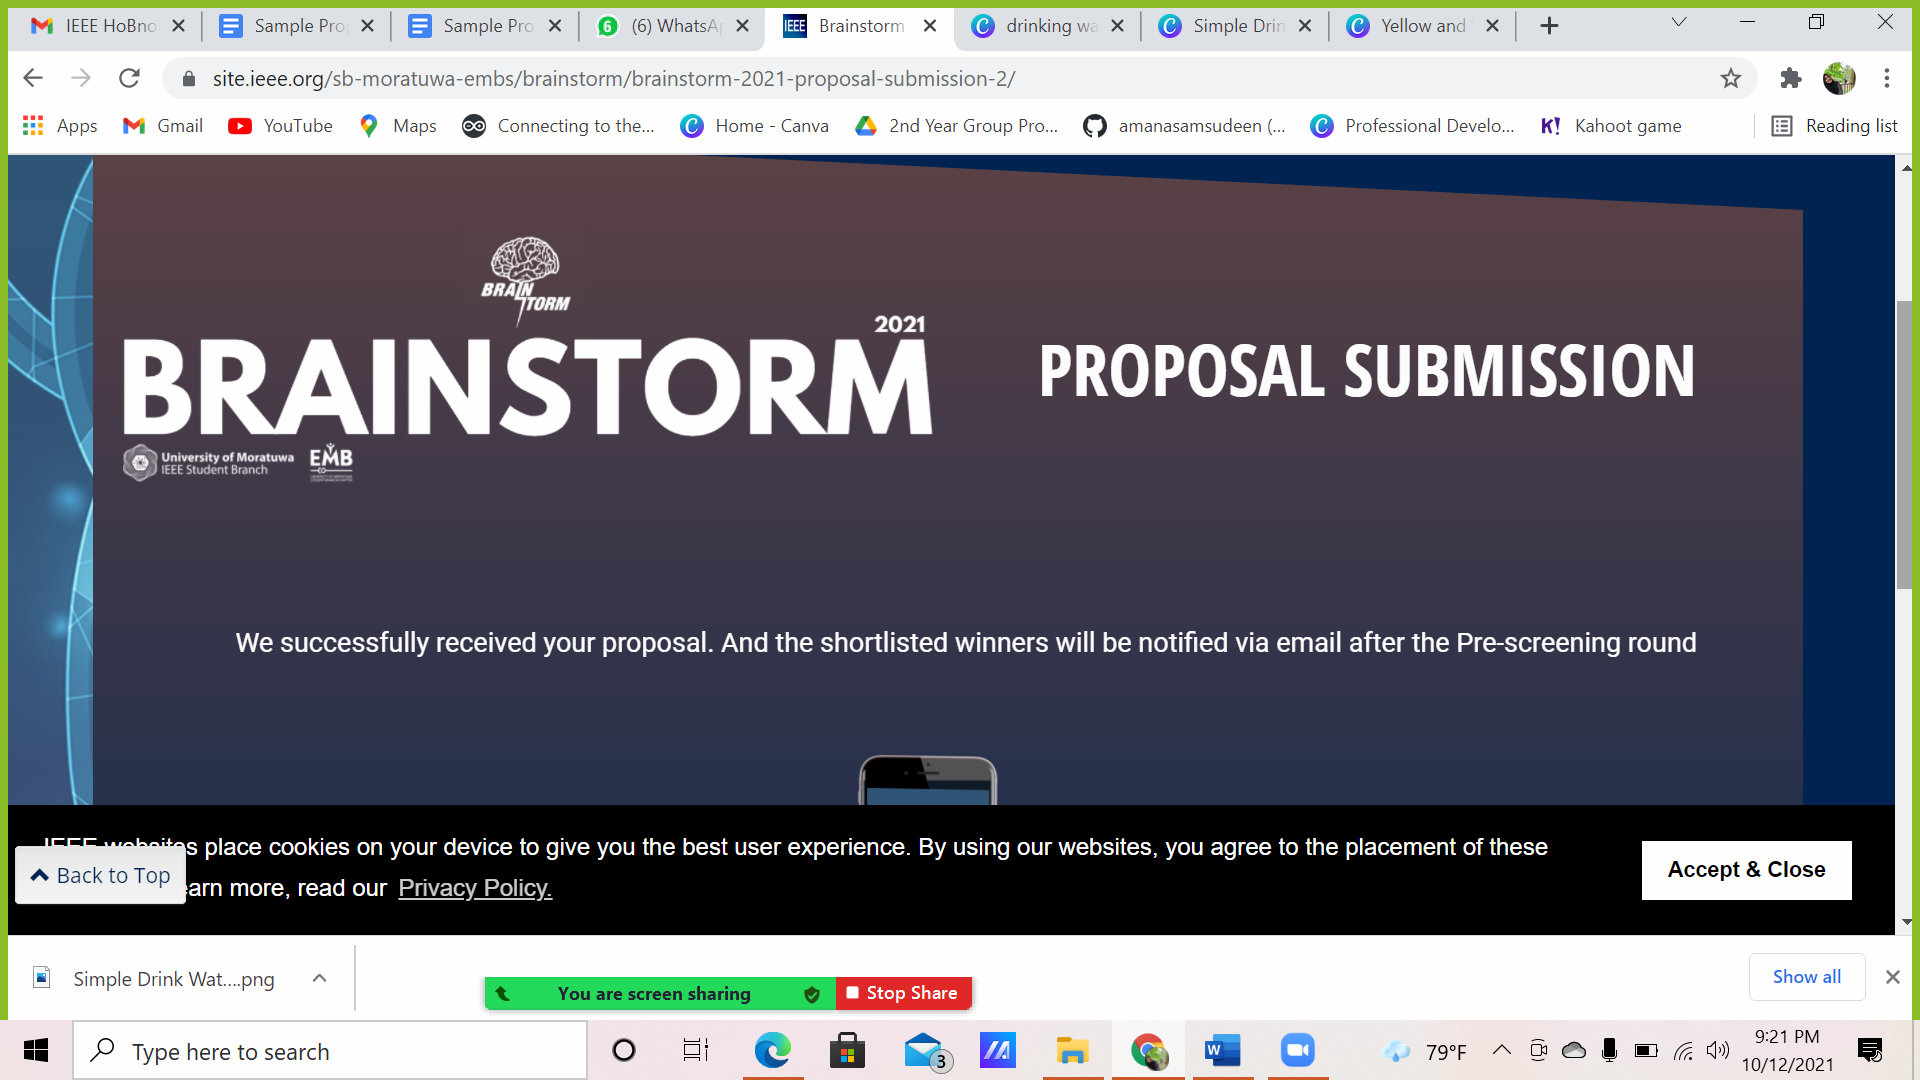 IEEE HoBno
Sample Pro
Sample Pro
(6) WhatsA
Brainstorm
drinking wa
Simple Drin
Yellow and
site.ieee.org/sb-moratuwa-embs/brainstorm/brainstorm-2021-proposal-submission-2/
Apps
Gmail
YouTube
Maps
Connecting to the...
Home - Canva
2nd Year Group Pro...
amanasamsudeen (...
Professional Develo...
Kahoot game
Reading list
BRAIN
STORM
2021
BRAINSTORM
University of Moratuwa
IEEE Student Branch
EMB
PROPOSAL SUBMISSION
We successfully received your proposal. And the shortlisted winners will be notified via email after the Pre-screening round
IEEE websites place cookies on your device to give you the best user experience. By using our websites, you agree to the placement of these
earn more, read our Privacy Policy.
Back to Top
Accept & Close
Simple Drink Wat....png
You are screen sharing
Stop Share
Show all
Type here to search
3
79°F
9:21 PM
10/12/2021